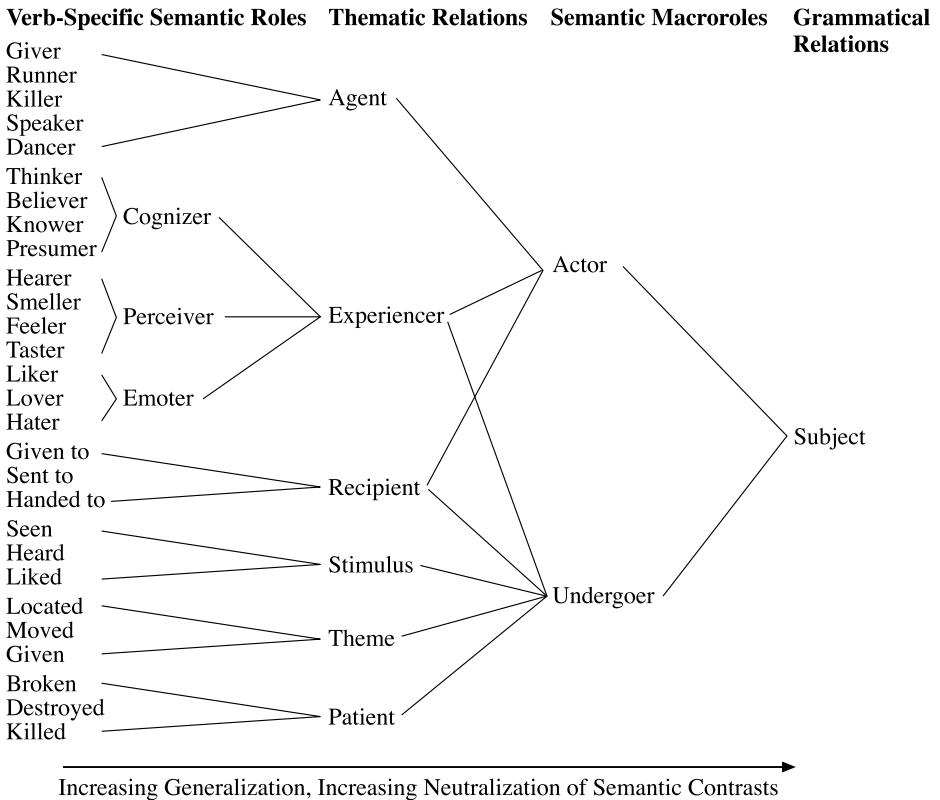 Verb-Specific Semantic Roles
Thematic Relations
Semantic Macroroles
Grammatical
Relations
Giver
Runner
Killer
Speaker
Dancer
Agent
Thinker
Believer
Knower
Presumer
Cognizer
Hearer
Smeller
Feeler
Taster
Perceiver
Liker
Lover
Hater
Emoter
Experiencer
Actor
Given to
Sent to
Handed to
Recipient
Subject
Seen
Heard
Liked
Stimulus
Located
Moved
Given
Theme
Undergoer
Broken
Destroyed
Killed
Patient
Increasing Generalization, Increasing Neutralization of Semantic Contrasts